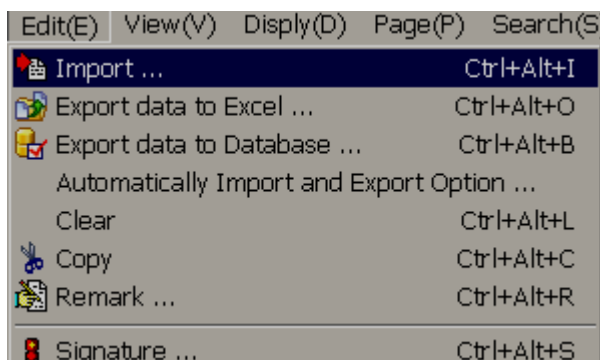 Edit(E) View(V) Disply(D) Page(P) Search(S
Import ... Ctrl+Alt+I
Export data to Excel ... Ctrl+Alt+O
Export data to Database ... Ctrl+Alt+B
Automatically Import and Export Option ...
Clear Ctrl+Alt+L
Copy Ctrl+Alt+C
Remark ... Ctrl+Alt+R
Signature ... Ctrl+Alt+S